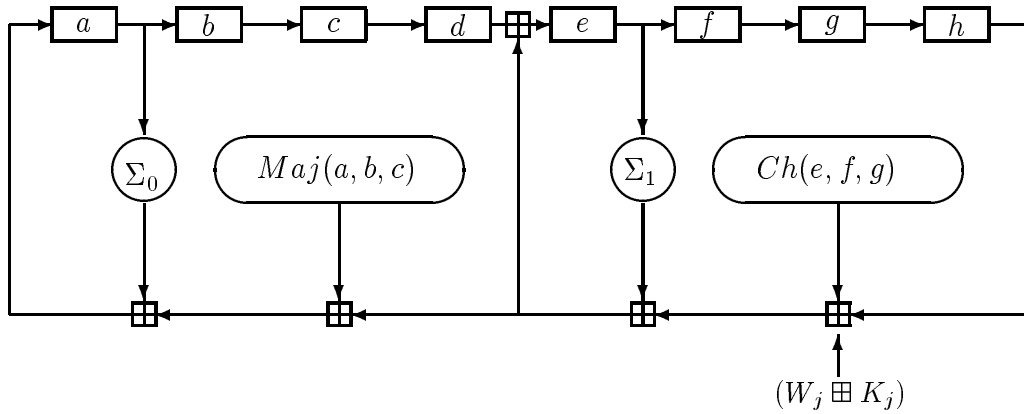 a b c d ⊞ e f g h
Σ₀ Maj(a, b, c) Σ₁ Ch(e, f, g)
⊞ ⊞ ⊞ ⊞
(Wⱼ ⊞ Kⱼ)